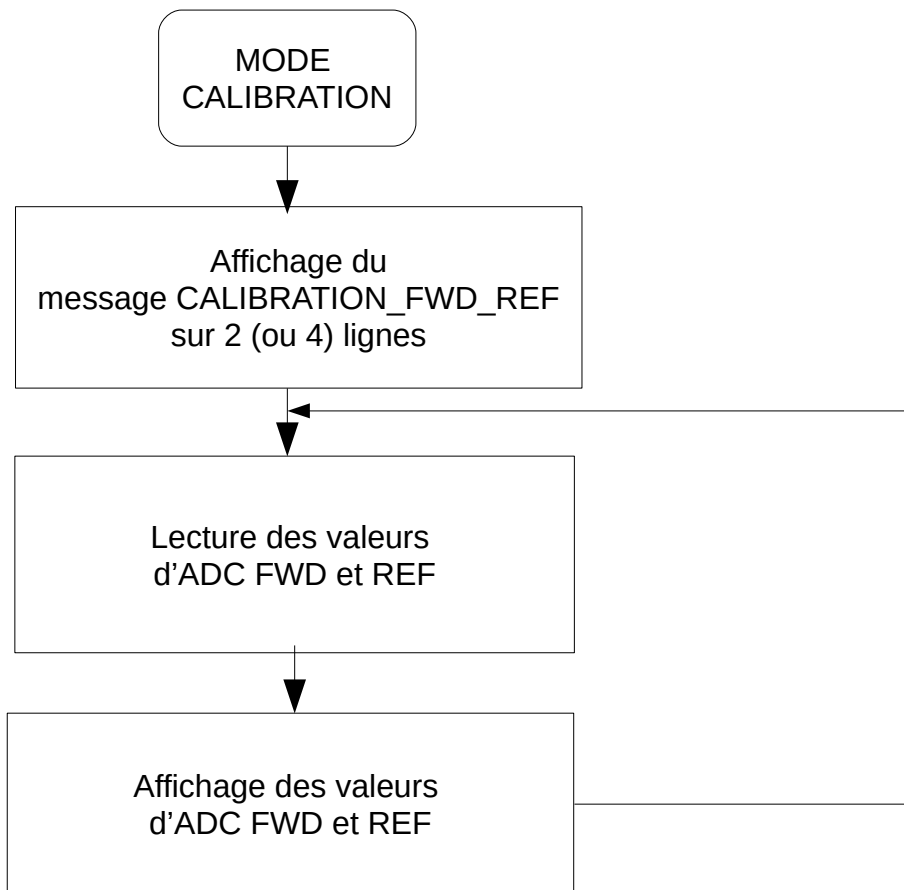 MODE
CALIBRATION
Affichage du
message CALIBRATION_FWD_REF
sur 2 (ou 4) lignes
Lecture des valeurs
d’ADC FWD et REF
Affichage des valeurs
d’ADC FWD et REF